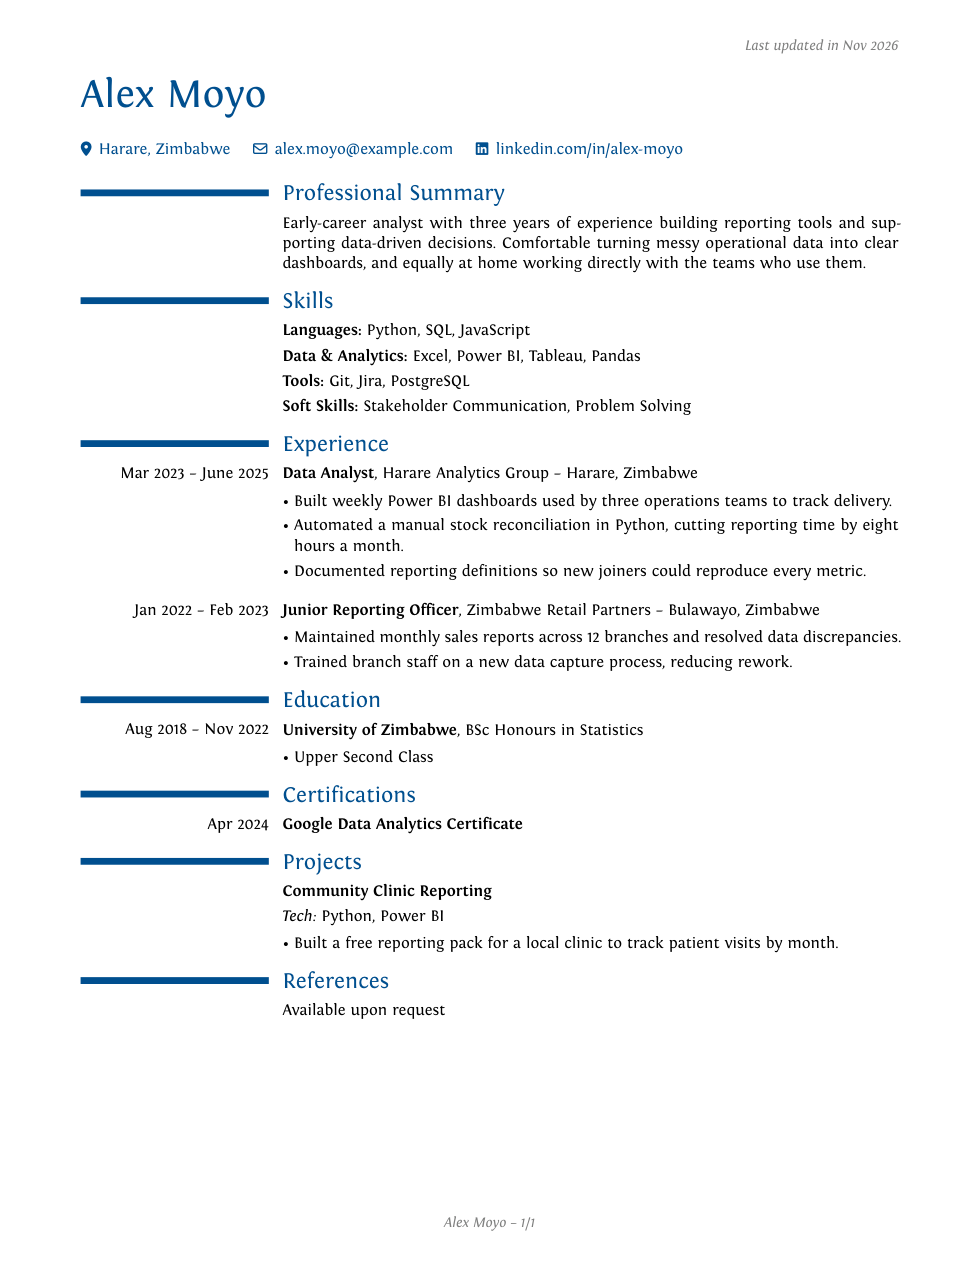 Last updated in Nov 2026
Alex Moyo
Harare, Zimbabwe alex.moyo@example.com linkedin.com/in/alex-moyo
Professional Summary
Early-career analyst with three years of experience building reporting tools and sup-
porting data-driven decisions. Comfortable turning messy operational data into clear
dashboards, and equally at home working directly with the teams who use them.
Skills
Languages: Python, SQL, JavaScript
Data & Analytics: Excel, Power BI, Tableau, Pandas
Tools: Git, Jira, PostgreSQL
Soft Skills: Stakeholder Communication, Problem Solving
Experience
Mar 2023 – June 2025 Data Analyst, Harare Analytics Group – Harare, Zimbabwe
• Built weekly Power BI dashboards used by three operations teams to track delivery.
• Automated a manual stock reconciliation in Python, cutting reporting time by eight
hours a month.
• Documented reporting definitions so new joiners could reproduce every metric.
Jan 2022 – Feb 2023 Junior Reporting Officer, Zimbabwe Retail Partners – Bulawayo, Zimbabwe
• Maintained monthly sales reports across 12 branches and resolved data discrepancies.
• Trained branch staff on a new data capture process, reducing rework.
Education
Aug 2018 – Nov 2022 University of Zimbabwe, BSc Honours in Statistics
• Upper Second Class
Certifications
Apr 2024 Google Data Analytics Certificate
Projects
Community Clinic Reporting
Tech: Python, Power BI
• Built a free reporting pack for a local clinic to track patient visits by month.
References
Available upon request
Alex Moyo – 1/1